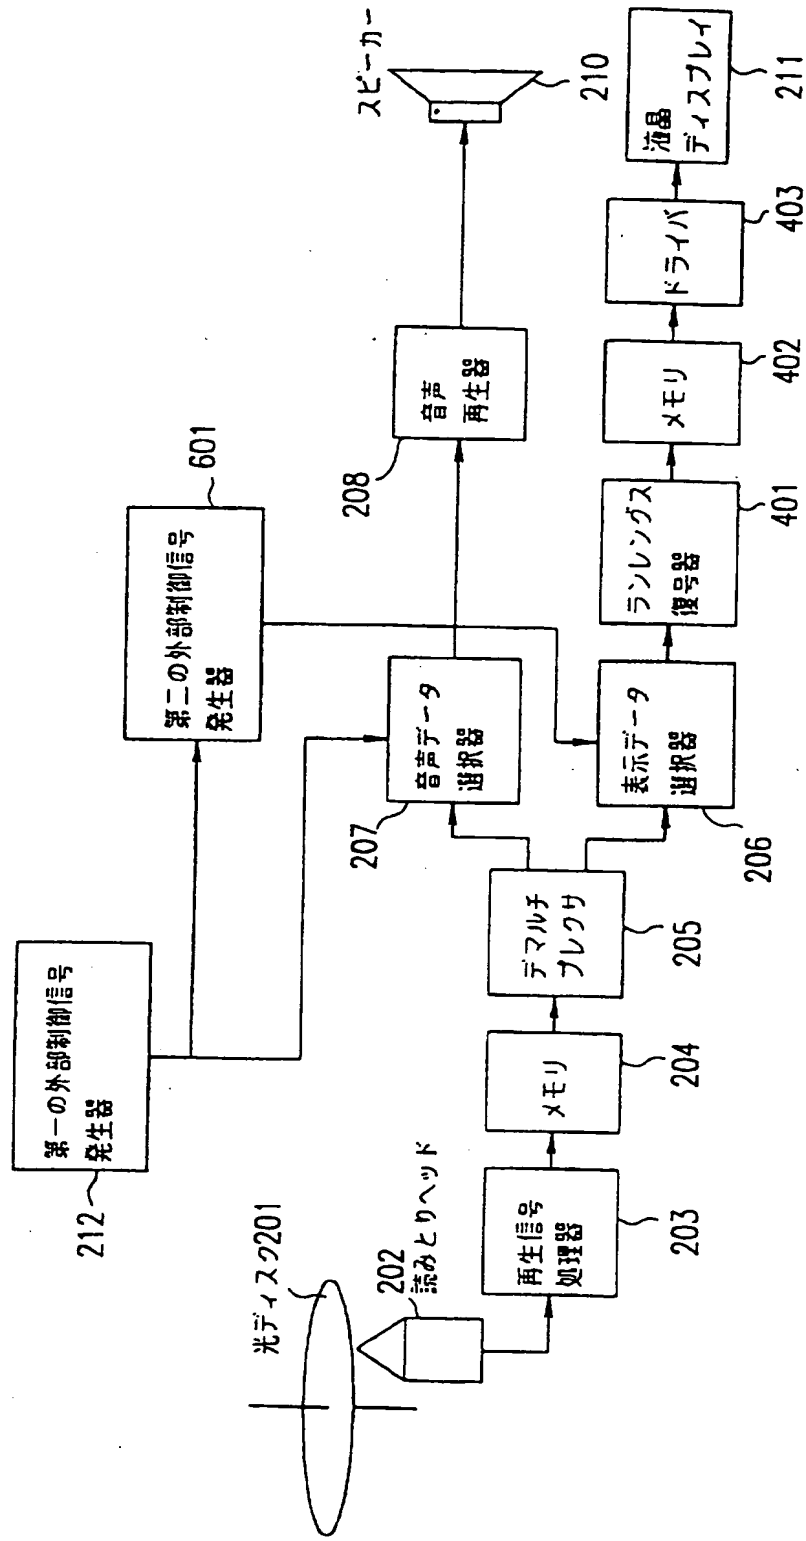 光ディスク201
202
読みとりヘッド
再生信号
処理器
203
メモリ
204
デマルチ
プレクサ
205
第一の外部制御信号
発生器
212
第二の外部制御信号
発生器
601
音声データ
選択器
207
表示データ
選択器
206
音声
再生器
208
スピーカー
210
ランレングス
復号器
401
メモリ
402
ドライバ
403
液晶
ディスプレイ
211